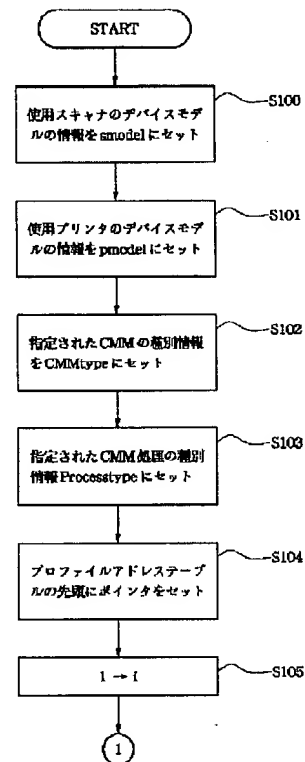 START
使用スキャナのデバイスモデ
ルの情報をsmodelにセット
S100
使用プリンタのデバイスモデ
ルの情報をpmodelにセット
S101
指定されたCMMの種別情報
をCMMtypeにセット
S102
指定されたCMM処理の種別
情報Processtypeにセット
S103
プロファイルアドレステーブ
ルの先頭にポインタをセット
S104
1 → I
S105
1